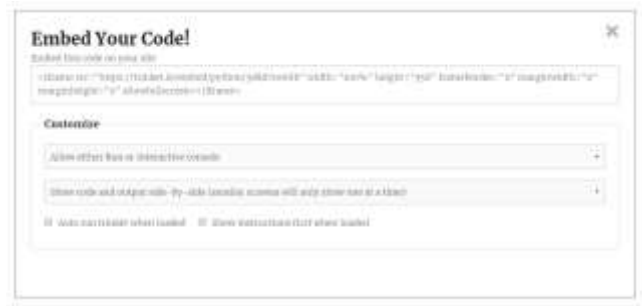 Embed Your Code!
Embed this code on your site
<iframe src="https://trinket.io/embed/python/ width="100%" height="356" frameborder="0" marginwidth="0"
marginheight="0" allowfullscreen></iframe>
Customize
Allow either Run or Interactive console
Show code and output side-by-side (smaller screens will only show one at a time)
Auto run trinket when loaded Show instructions first when loaded